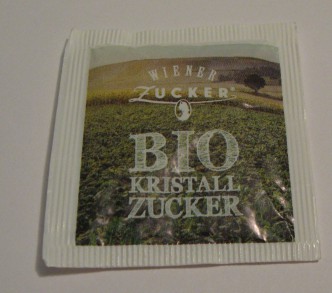 WIENER
ZUCKER
BIO
KRISTALL
ZUCKER